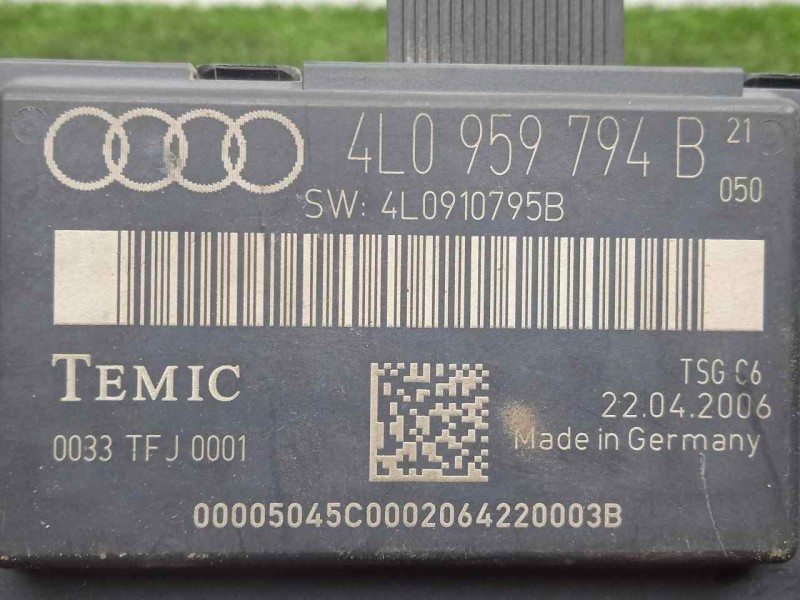 4L0 959 794 B 21
050
SW: 4L0910795B
TEMIC
TSG C6
22.04.2006
0033 TFJ 0001
Made in Germany
00005045C0002064220003B